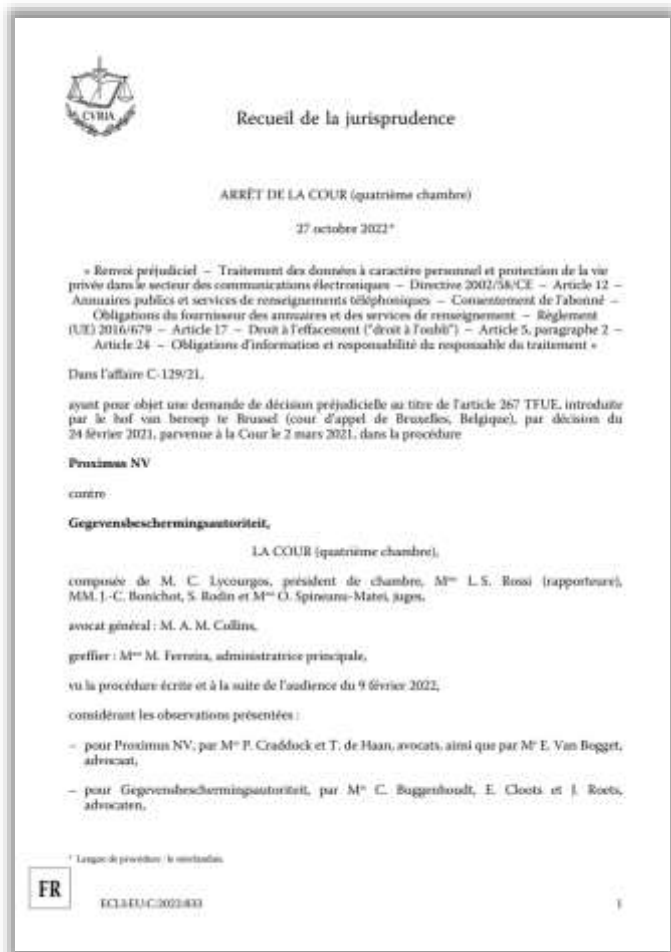 CVRIA
Recueil de la jurisprudence
ARRÊT DE LA COUR (quatrième chambre)
27 octobre 2022*
« Renvoi préjudiciel – Traitement des données à caractère personnel et protection de la vie
privée dans le secteur des communications électroniques – Directive 2002/58/CE – Article 12 –
Annuaires publics et services de renseignements téléphoniques – Consentement de l'abonné –
Obligations du fournisseur des annuaires et des services de renseignement – Règlement
(UE) 2016/679 – Article 17 – Droit à l'effacement ("droit à l'oubli") – Article 5, paragraphe 2 –
Article 24 – Obligations d'information et responsabilité du responsable du traitement »
Dans l'affaire C-129/21,
ayant pour objet une demande de décision préjudicielle au titre de l'article 267 TFUE, introduite
par le hof van beroep te Brussel (cour d'appel de Bruxelles, Belgique), par décision du
24 février 2021, parvenue à la Cour le 2 mars 2021, dans la procédure
Proximus NV
contre
Gegevensbeschermingsautoriteit,
LA COUR (quatrième chambre),
composée de M. C. Lycourgos, président de chambre, Mme L. S. Rossi (rapporteure),
MM. J.-C. Bonichot, S. Rodin et Mme O. Spineanu-Matei, juges,
avocat général : M. A. M. Collins,
greffier : Mme M. Ferreira, administratrice principale,
vu la procédure écrite et à la suite de l'audience du 9 février 2022,
considérant les observations présentées :
– pour Proximus NV, par Mes P. Craddock et T. de Haan, avocats, ainsi que par Me E. Van Bogget,
advocaat,
– pour Gegevensbeschermingsautoriteit, par Mes C. Buggenhoudt, E. Cloots et J. Roets,
advocaten,
* Langue de procédure : le néerlandais.
FR
ECLI:EU:C:2022:833
1